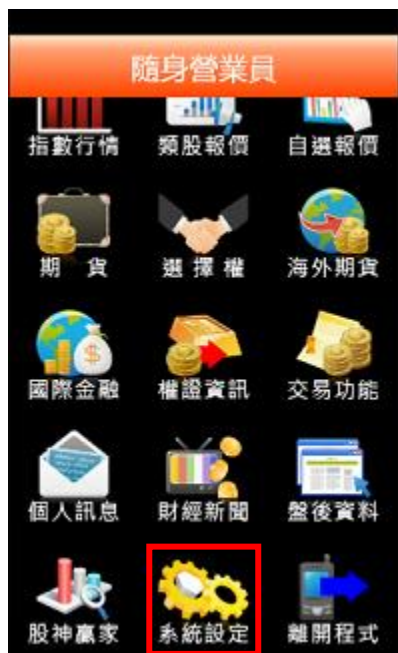 隨身營業員
指數行情 類股報價 自選報價
期 貨 選擇權 海外期貨
國際金融 權證資訊 交易功能
個人訊息 財經新聞 盤後資料
股神贏家 系統設定 離開程式